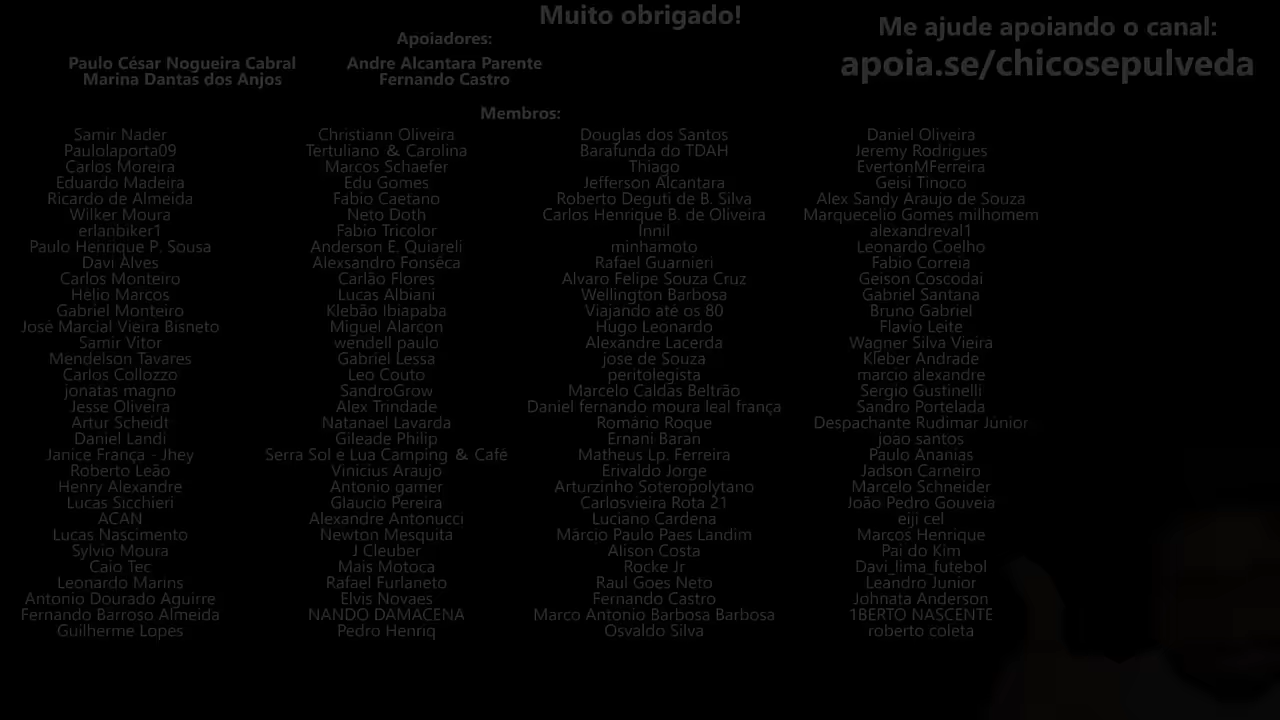 Muito obrigado!
Me ajude apoiando o canal:
apoia.se/chicosepulveda
Apoiadores:
Paulo César Nogueira Cabral
Marina Dantas dos Anjos
Andre Alcantara Parente
Fernando Castro
Membros:
Samir Nader
Paulolaporta09
Carlos Moreira
Eduardo Madeira
Ricardo de Almeida
Wilker Moura
erlanbiker1
Paulo Henrique P. Sousa
Davi Alves
Carlos Monteiro
Hélio Marcos
Gabriel Monteiro
José Marcial Vieira Bisneto
Samir Vitor
Mendelson Tavares
Carlos Collozzo
jonatas magno
Jesse Oliveira
Artur Scheidt
Daniel Landi
Janice França - Jhey
Roberto Leão
Henry Alexandre
Lucas Sicchieri
ACAN
Lucas Nascimento
Sylvio Moura
Caio Tec
Leonardo Marins
Antonio Dourado Aguirre
Fernando Barroso Almeida
Guilherme Lopes
Christiann Oliveira
Tertuliano & Carolina
Marcos Schaefer
Edu Gomes
Fabio Caetano
Neto Doth
Fabio Tricolor
Anderson E. Quiareli
Alexsandro Fonséca
Carlão Flores
Lucas Albiani
Klebão Ibiapaba
Miguel Alarcon
wendell paulo
Gabriel Lessa
Leo Couto
SandroGrow
Alex Trindade
Natanael Lavarda
Gileade Philip
Serra Sol e Lua Camping & Café
Vinicius Araujo
Antonio gamer
Glaucio Pereira
Alexandre Antonucci
Newton Mesquita
J Cleuber
Mais Motoca
Rafael Furlaneto
Elvis Novaes
NANDO DAMACENA
Pedro Henriq
Douglas dos Santos
Barafunda do TDAH
Thiago
Jefferson Alcantara
Roberto Deguti de B. Silva
Carlos Henrique B. de Oliveira
Innil
minhamoto
Rafael Guarnieri
Alvaro Felipe Souza Cruz
Wellington Barbosa
Viajando até os 80
Hugo Leonardo
Alexandre Lacerda
jose de Souza
peritolegista
Marcelo Caldas Beltrão
Daniel fernando moura leal frança
Romário Roque
Ernani Baran
Matheus Lp. Ferreira
Erivaldo Jorge
Arturzinho Soteropolytano
Carlosvieira Rota 21
Luciano Cardena
Márcio Paulo Paes Landim
Alison Costa
Rocke Jr
Raul Goes Neto
Fernando Castro
Marco Antonio Barbosa Barbosa
Osvaldo Silva
Daniel Oliveira
Jeremy Rodrigues
EvertonMFerreira
Geisi Tinoco
Alex Sandy Araujo de Souza
Marquecelio Gomes milhomem
alexandreval1
Leonardo Coelho
Fabio Correia
Geison Coscodai
Gabriel Santana
Bruno Gabriel
Flavio Leite
Wagner Silva Vieira
Kleber Andrade
marcio alexandre
Sergio Gustinelli
Sandro Portelada
Despachante Rudimar Júnior
joao santos
Paulo Ananias
Jadson Carneiro
Marcelo Schneider
João Pedro Gouveia
eiji cel
Marcos Henrique
Pai do Kim
Davi_lima_futebol
Leandro Junior
Johnata Anderson
1BERTO NASCENTE
roberto coleta